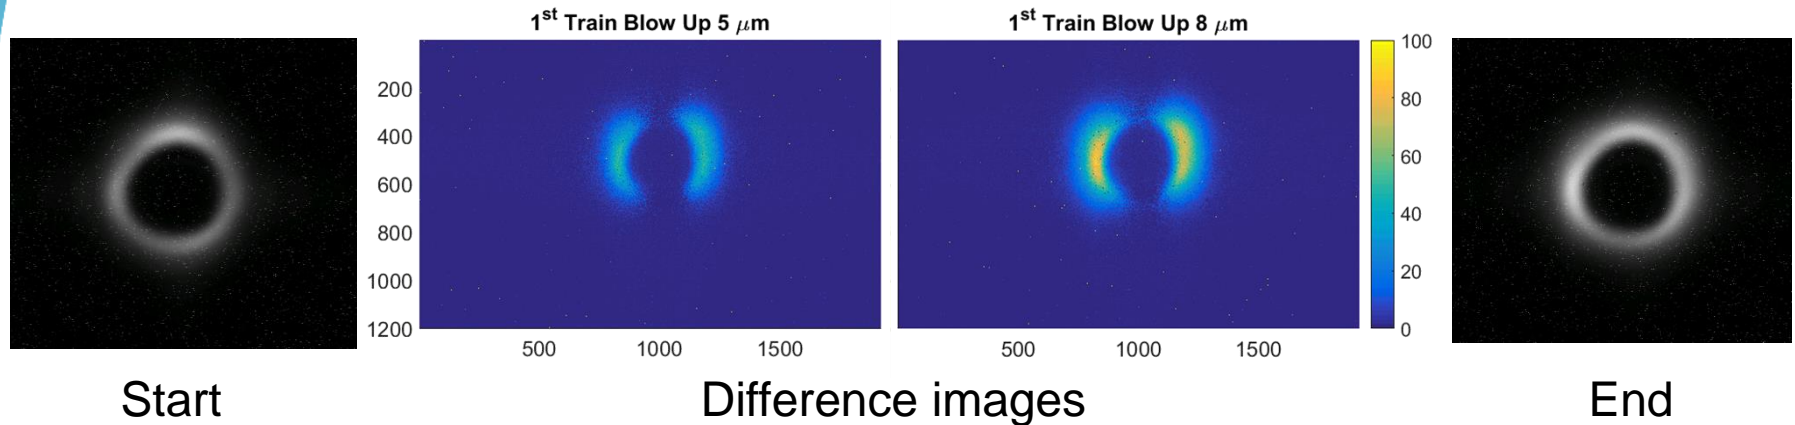 1st Train Blow Up 5 μm
1st Train Blow Up 8 μm
200
400
600
800
1000
1200
500 1000 1500
500 1000 1500
100
80
60
40
20
0
Start
Difference images
End